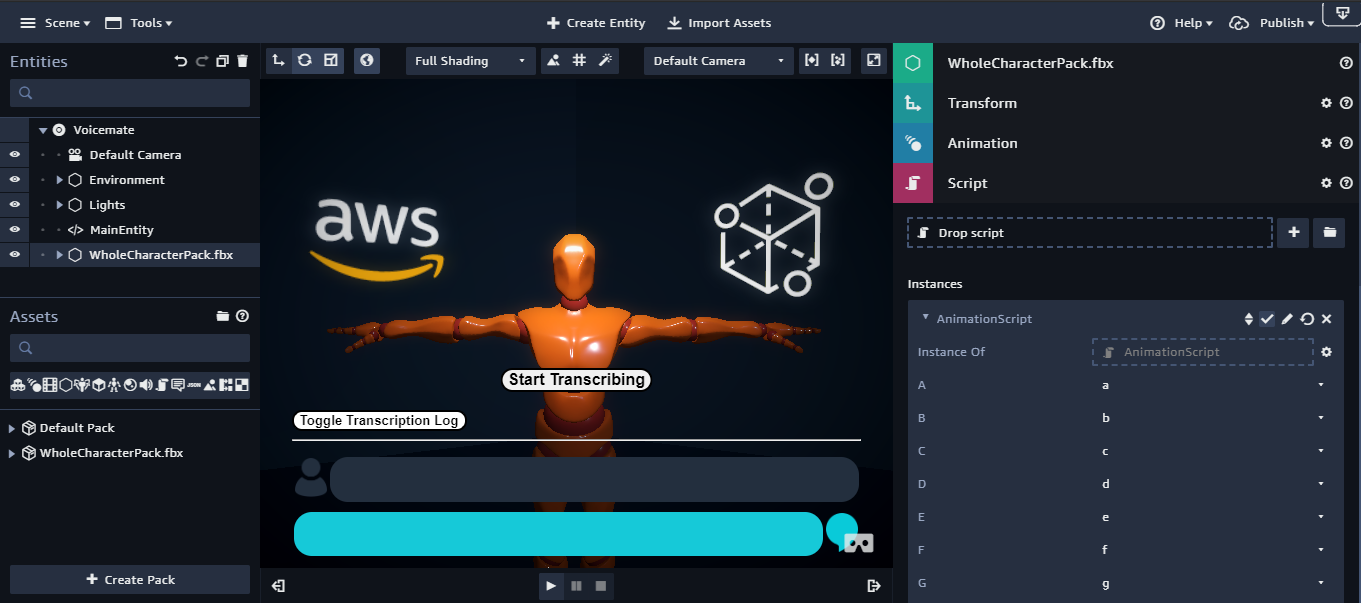 Scene
Tools
Create Entity
Import Assets
Help
Publish
Entities
Full Shading
Default Camera
WholeCharacterPack.fbx
Transform
Animation
Script
Voicemate
Default Camera
Environment
Lights
MainEntity
WholeCharacterPack.fbx
Assets
JSON
Default Pack
WholeCharacterPack.fbx
Create Pack
aws
Start Transcribing
Toggle Transcription Log
Drop script
Instances
AnimationScript
Instance Of AnimationScript
A a
B b
C c
D d
E e
F f
G g